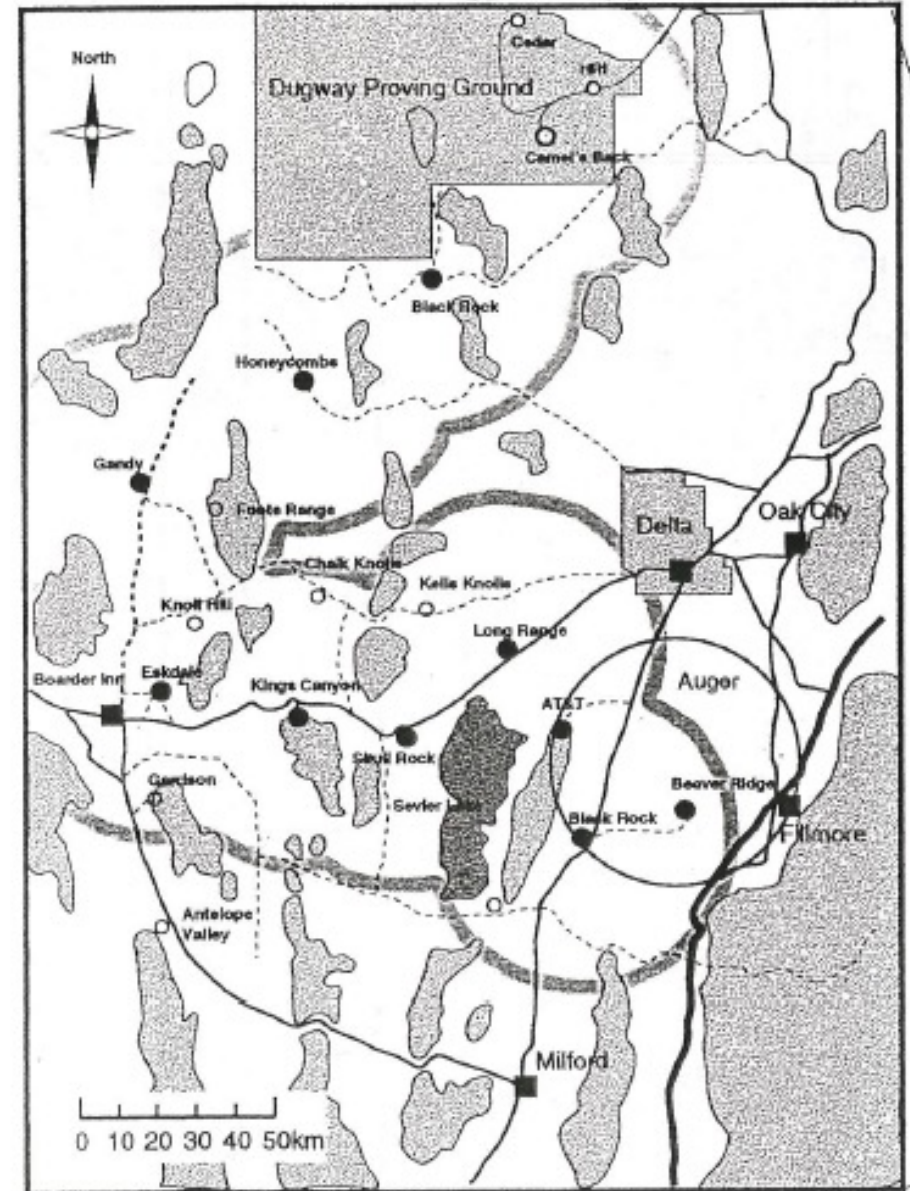 North
Cedar
Dugway Proving Ground
Camel's Back
Black Rock
Honeycombs
Gandy
Foote Range
Delta
Oak City
Chalk Knolls
Kells Knolls
Knoll Hill
Long Range
Boarder Inn
Eskdale
Kings Canyon
Auger
AT&T
Skull Rock
Garrison
Sevier Lake
Beaver Ridge
Black Rock
Fillmore
Antelope
Valley
Milford
0 10 20 30 40 50km